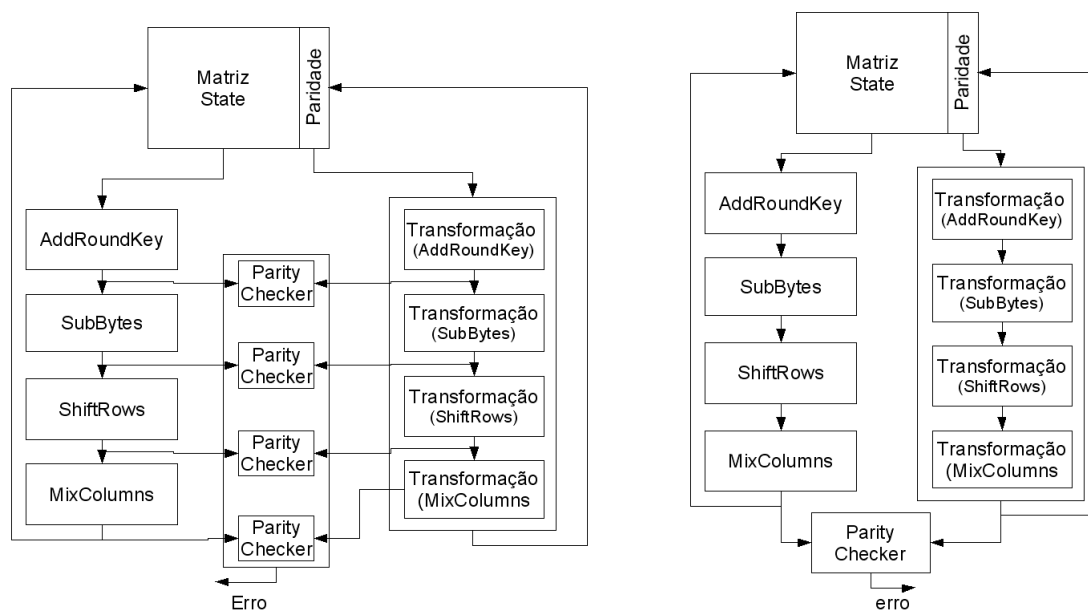 Matriz
State
Paridade
AddRoundKey
SubBytes
ShiftRows
MixColumns
Parity
Checker
Parity
Checker
Parity
Checker
Parity
Checker
Transformação
(AddRoundKey)
Transformação
(SubBytes)
Transformação
(ShiftRows)
Transformação
(MixColumns
Erro
Matriz
State
Paridade
AddRoundKey
SubBytes
ShiftRows
MixColumns
Transformação
(AddRoundKey)
Transformação
(SubBytes)
Transformação
(ShiftRows)
Transformação
(MixColumns
Parity
Checker
erro